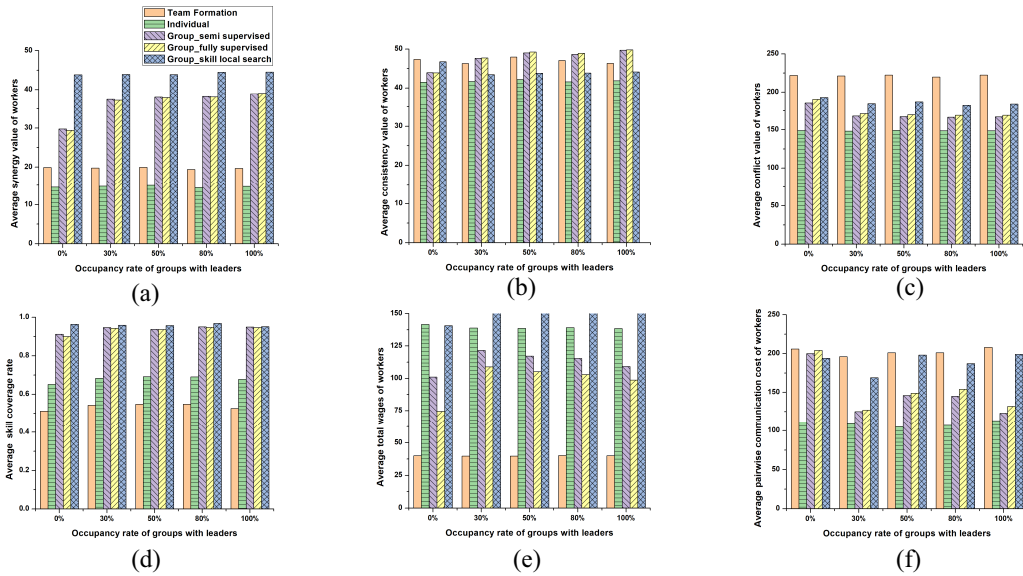 Team Formation
Individual
Group_semi supervised
Group_fully supervised
Group_skill local search
Average synergy value of workers
50
40
30
20
10
0
0%
30%
50%
80%
100%
Occupancy rate of groups with leaders
(a)
Average consistency value of workers
50
40
30
20
10
0
0%
30%
50%
80%
100%
Occupancy rate of groups with leaders
(b)
Average conflict value of workers
250
200
150
100
50
0
0%
30%
50%
80%
100%
Occupancy rate of groups with leaders
(c)
Average skill coverage rate
1.0
0.8
0.6
0.4
0.2
0.0
0%
30%
50%
80%
100%
Occupancy rate of groups with leaders
(d)
Average total wages of workers
150
125
100
75
50
25
0
0%
30%
50%
80%
100%
Occupancy rate of groups with leaders
(e)
Average pairwise communication cost of workers
250
200
150
100
50
0
0%
30%
50%
80%
100%
Occupancy rate of groups with leaders
(f)